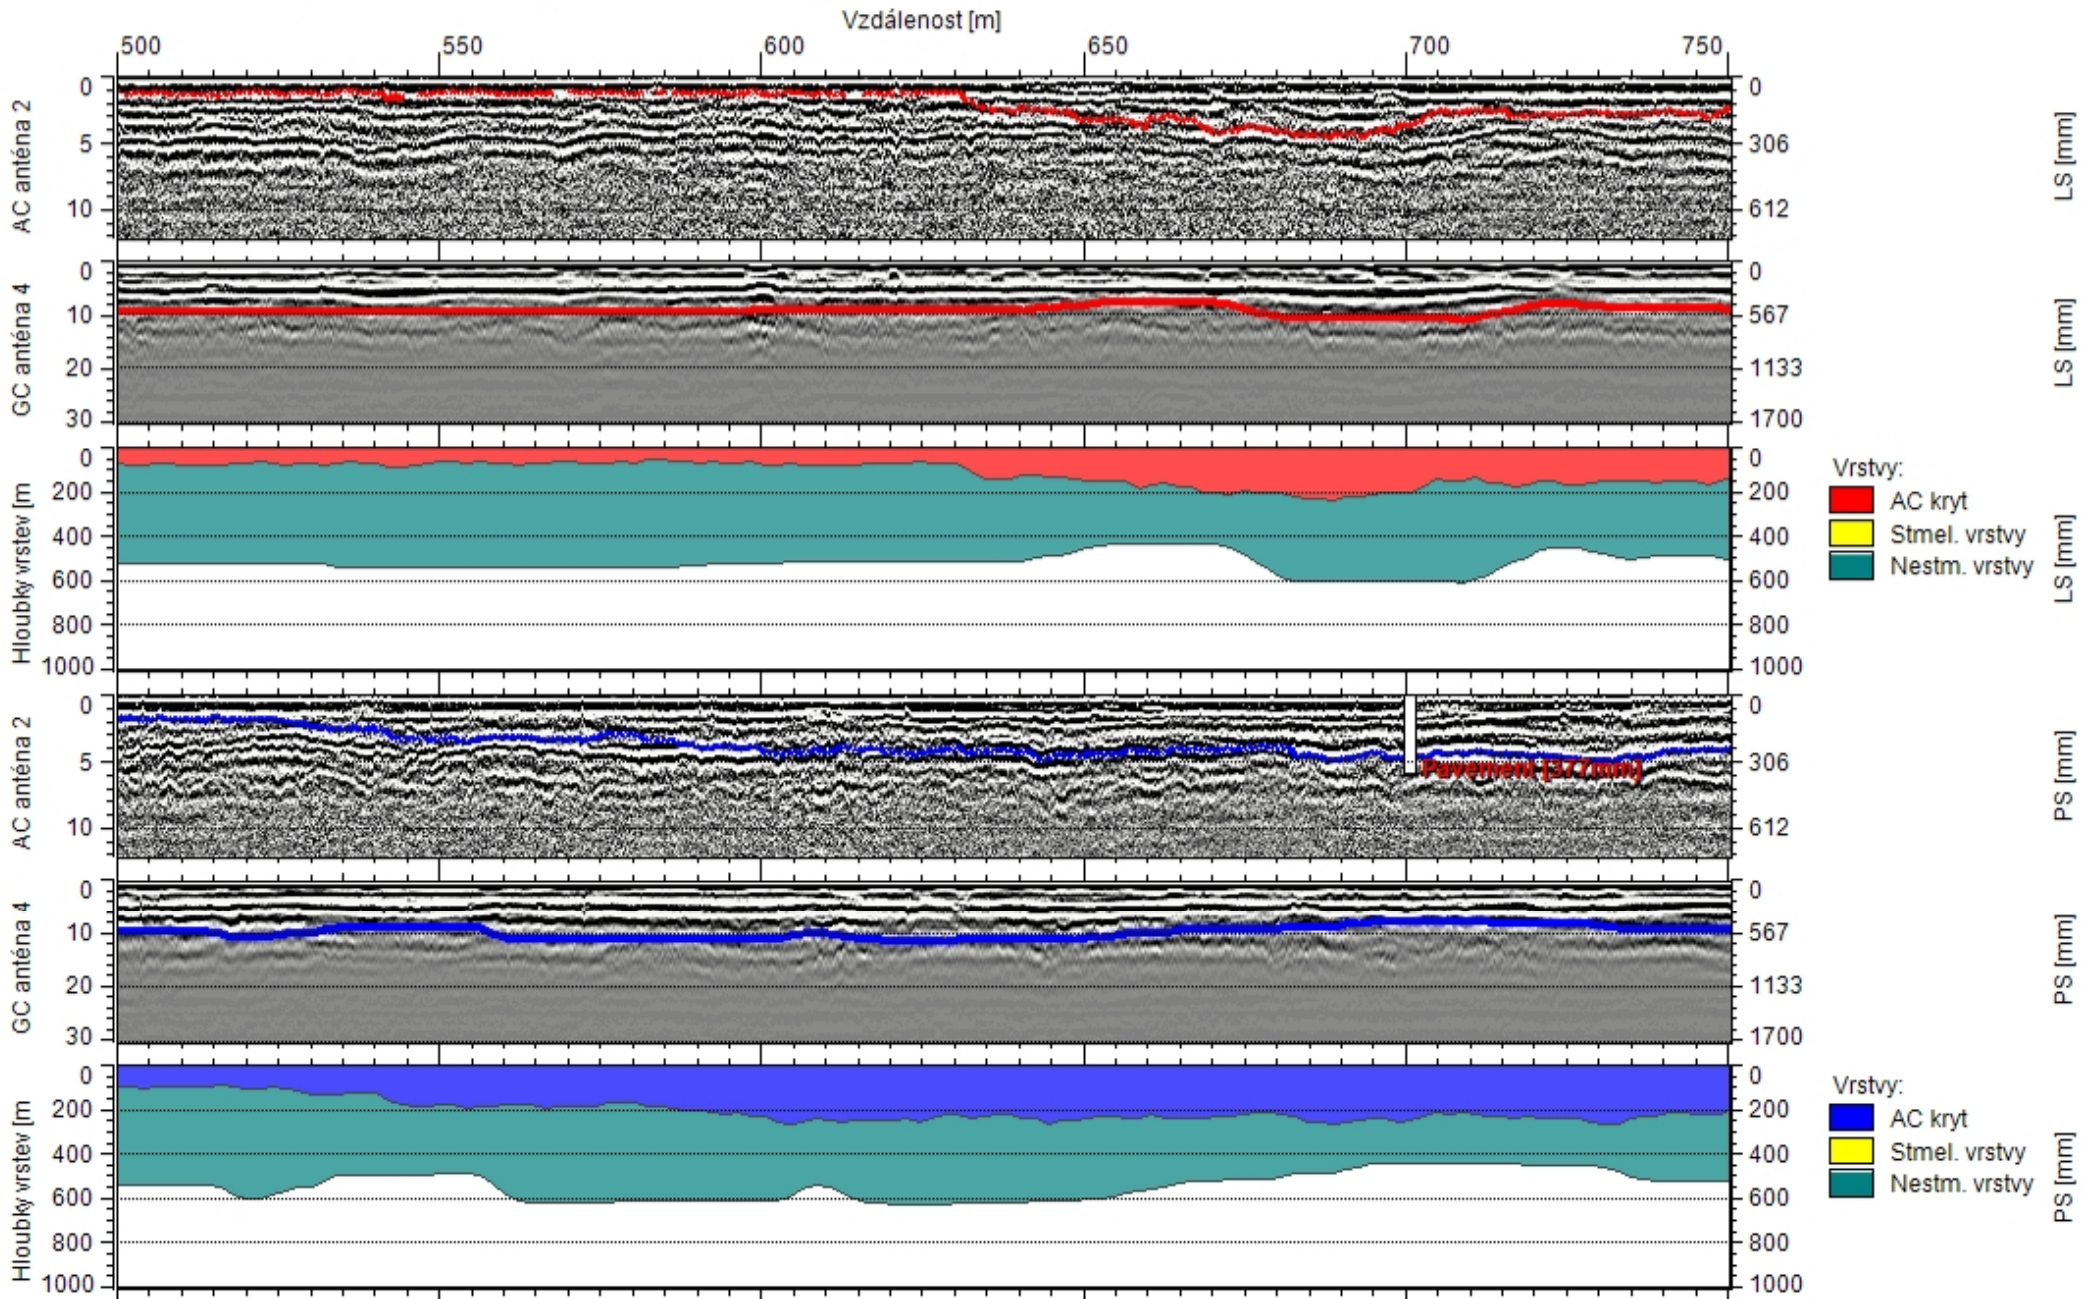 Vzdálenost [m]
500 550 600 650 700 750
AC anténa 2
0 5 10
0 306 612
LS [mm]
GC anténa 4
0 10 20 30
0 567 1133 1700
LS [mm]
Hloubky vrstev [m
0 200 400 600 800 1000
0 200 400 600 800 1000
LS [mm]
Vrstvy:
AC kryt
Stmel. vrstvy
Nestm. vrstvy
AC anténa 2
0 5 10
0 306 612
PS [mm]
Pavement [377mm]
GC anténa 4
0 10 20 30
0 567 1133 1700
PS [mm]
Hloubky vrstev [m
0 200 400 600 800 1000
0 200 400 600 800 1000
PS [mm]
Vrstvy:
AC kryt
Stmel. vrstvy
Nestm. vrstvy